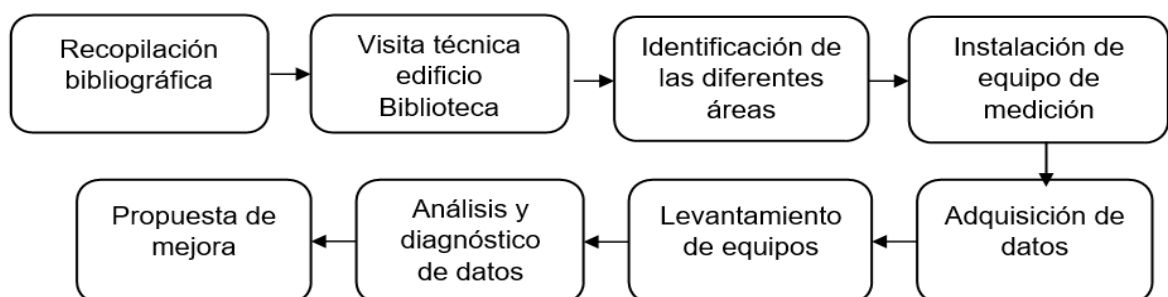 Recopilación
bibliográfica
Visita técnica
edificio
Biblioteca
Identificación de
las diferentes
áreas
Instalación de
equipo de
medición
Adquisición de
datos
Levantamiento
de equipos
Análisis y
diagnóstico
de datos
Propuesta de
mejora